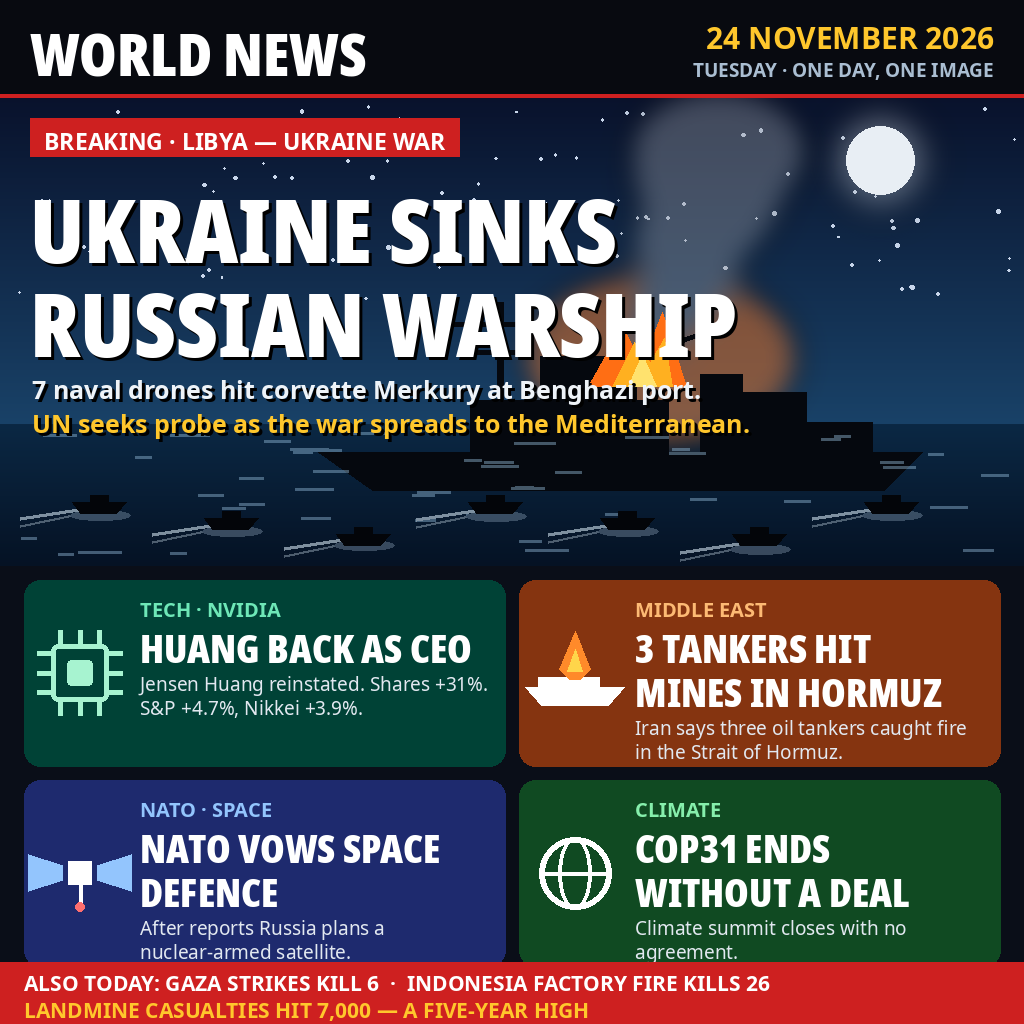 WORLD NEWS
24 NOVEMBER 2026
TUESDAY · ONE DAY, ONE IMAGE
BREAKING · LIBYA — UKRAINE WAR
UKRAINE SINKS
RUSSIAN WARSHIP
7 naval drones hit corvette Merkury at Benghazi port.
UN seeks probe as the war spreads to the Mediterranean.
TECH · NVIDIA
HUANG BACK AS CEO
Jensen Huang reinstated. Shares +31%.
S&P +4.7%, Nikkei +3.9%.
MIDDLE EAST
3 TANKERS HIT
MINES IN HORMUZ
Iran says three oil tankers caught fire
in the Strait of Hormuz.
NATO · SPACE
NATO VOWS SPACE
DEFENCE
After reports Russia plans a
nuclear-armed satellite.
CLIMATE
COP31 ENDS
WITHOUT A DEAL
Climate summit closes with no
agreement.
ALSO TODAY: GAZA STRIKES KILL 6 · INDONESIA FACTORY FIRE KILLS 26
LANDMINE CASUALTIES HIT 7,000 — A FIVE-YEAR HIGH